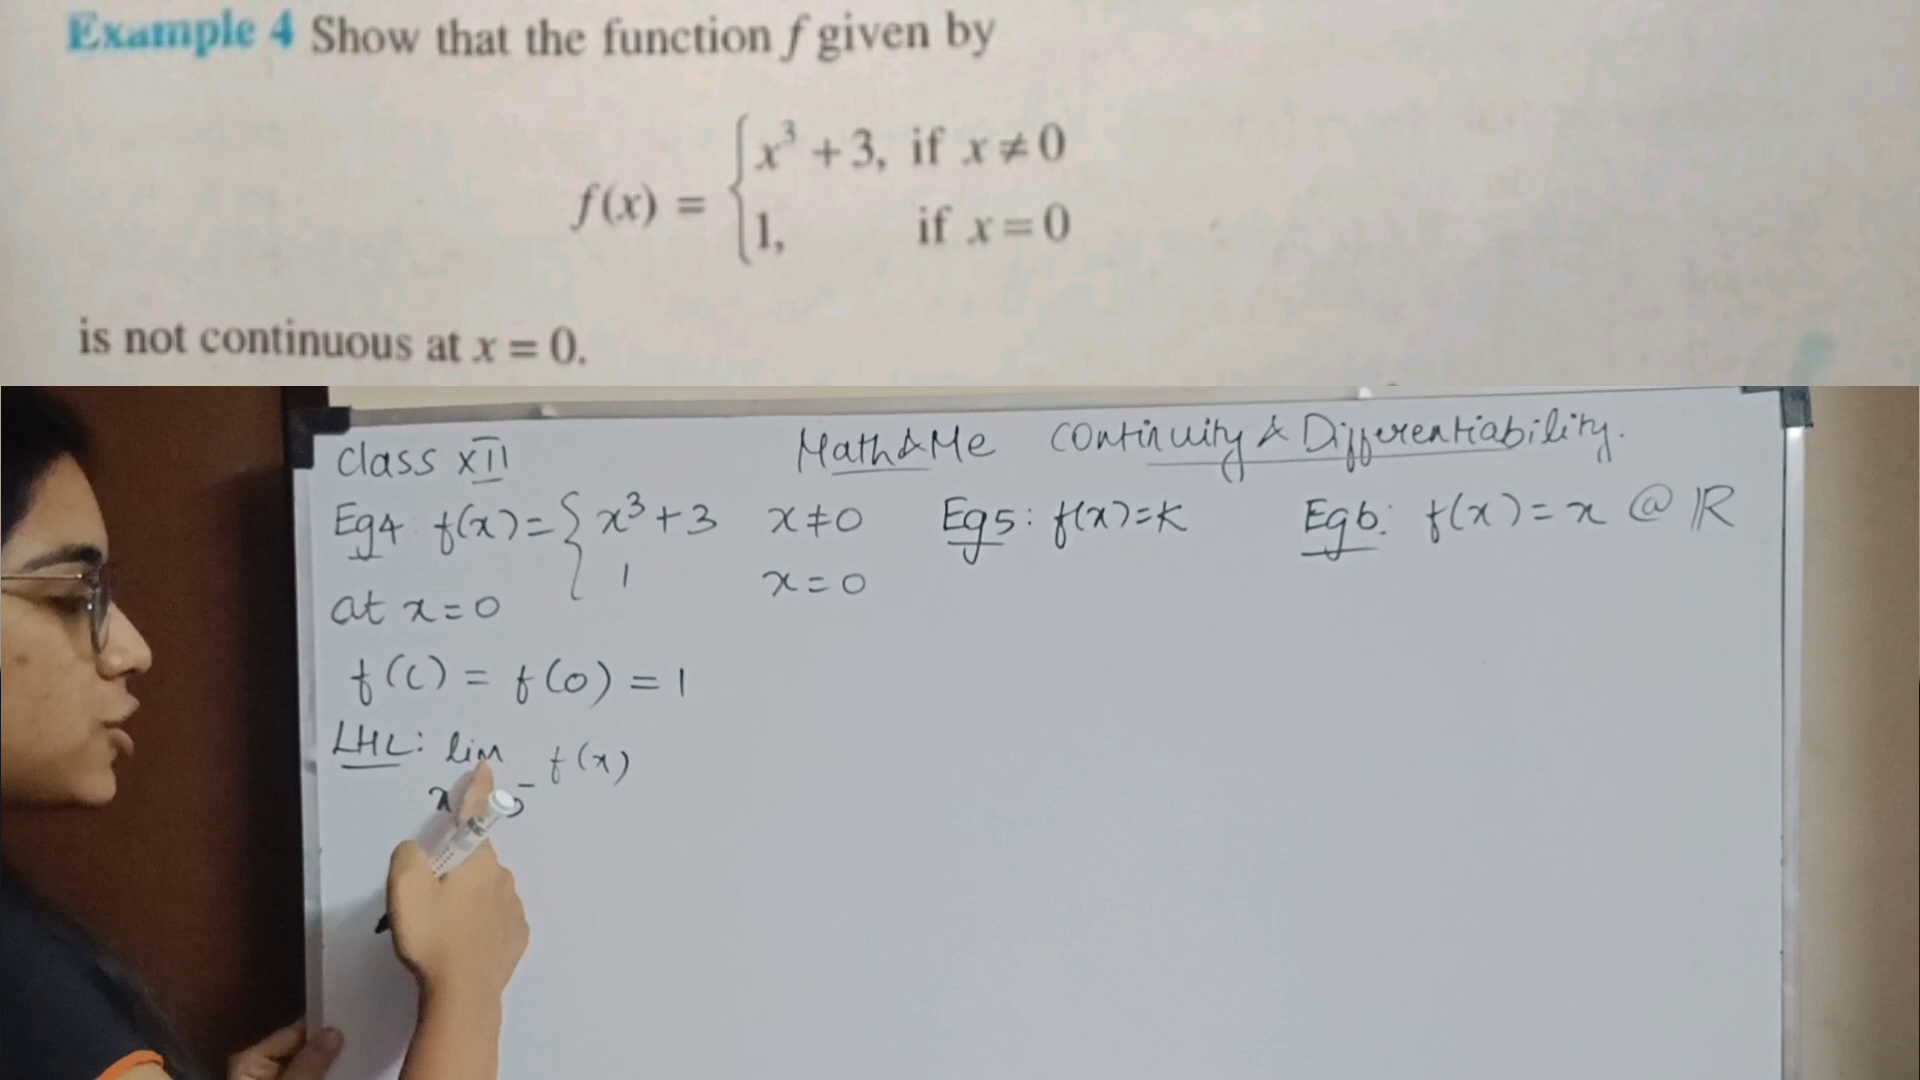 Example 4 Show that the function f given by
f(x) = { x³ + 3, if x ≠ 0
1, if x = 0
is not continuous at x = 0.
class XII Math&Me Continuity & Differentiability.
Eg4 f(x) = { x³ + 3 x ≠ 0 Eg5: f(x) = K Eg6: f(x) = x @ IR
1 x = 0
at x = 0
f(c) = f(0) = 1
LHL: lim f(x)
x 0⁻